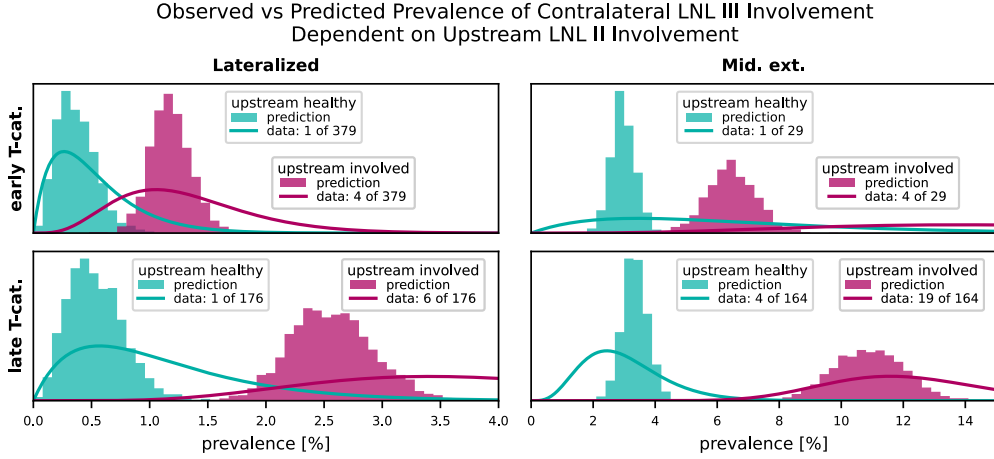 Observed vs Predicted Prevalence of Contralateral LNL III Involvement
Dependent on Upstream LNL II Involvement
Lateralized
Mid. ext.
early T-cat.
upstream healthy
prediction
data: 1 of 379
upstream involved
prediction
data: 4 of 379
upstream healthy
prediction
data: 1 of 29
upstream involved
prediction
data: 4 of 29
late T-cat.
upstream healthy
prediction
data: 1 of 176
upstream involved
prediction
data: 6 of 176
upstream healthy
prediction
data: 4 of 164
upstream involved
prediction
data: 19 of 164
0.0 0.5 1.0 1.5 2.0 2.5 3.0 3.5 4.0
prevalence [%]
0 2 4 6 8 10 12 14
prevalence [%]